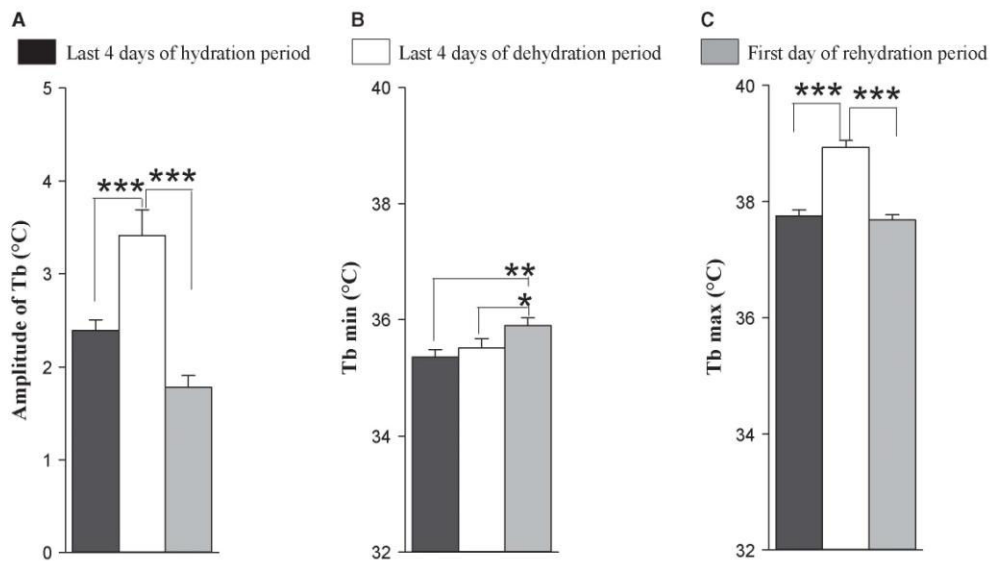 A
B
C
Last 4 days of hydration period
Last 4 days of dehydration period
First day of rehydration period
Amplitude of Tb (°C)
5
4
3
2
1
0
***
***
Tb min (°C)
40
38
36
34
32
**
*
Tb max (°C)
40
38
36
34
32
***
***